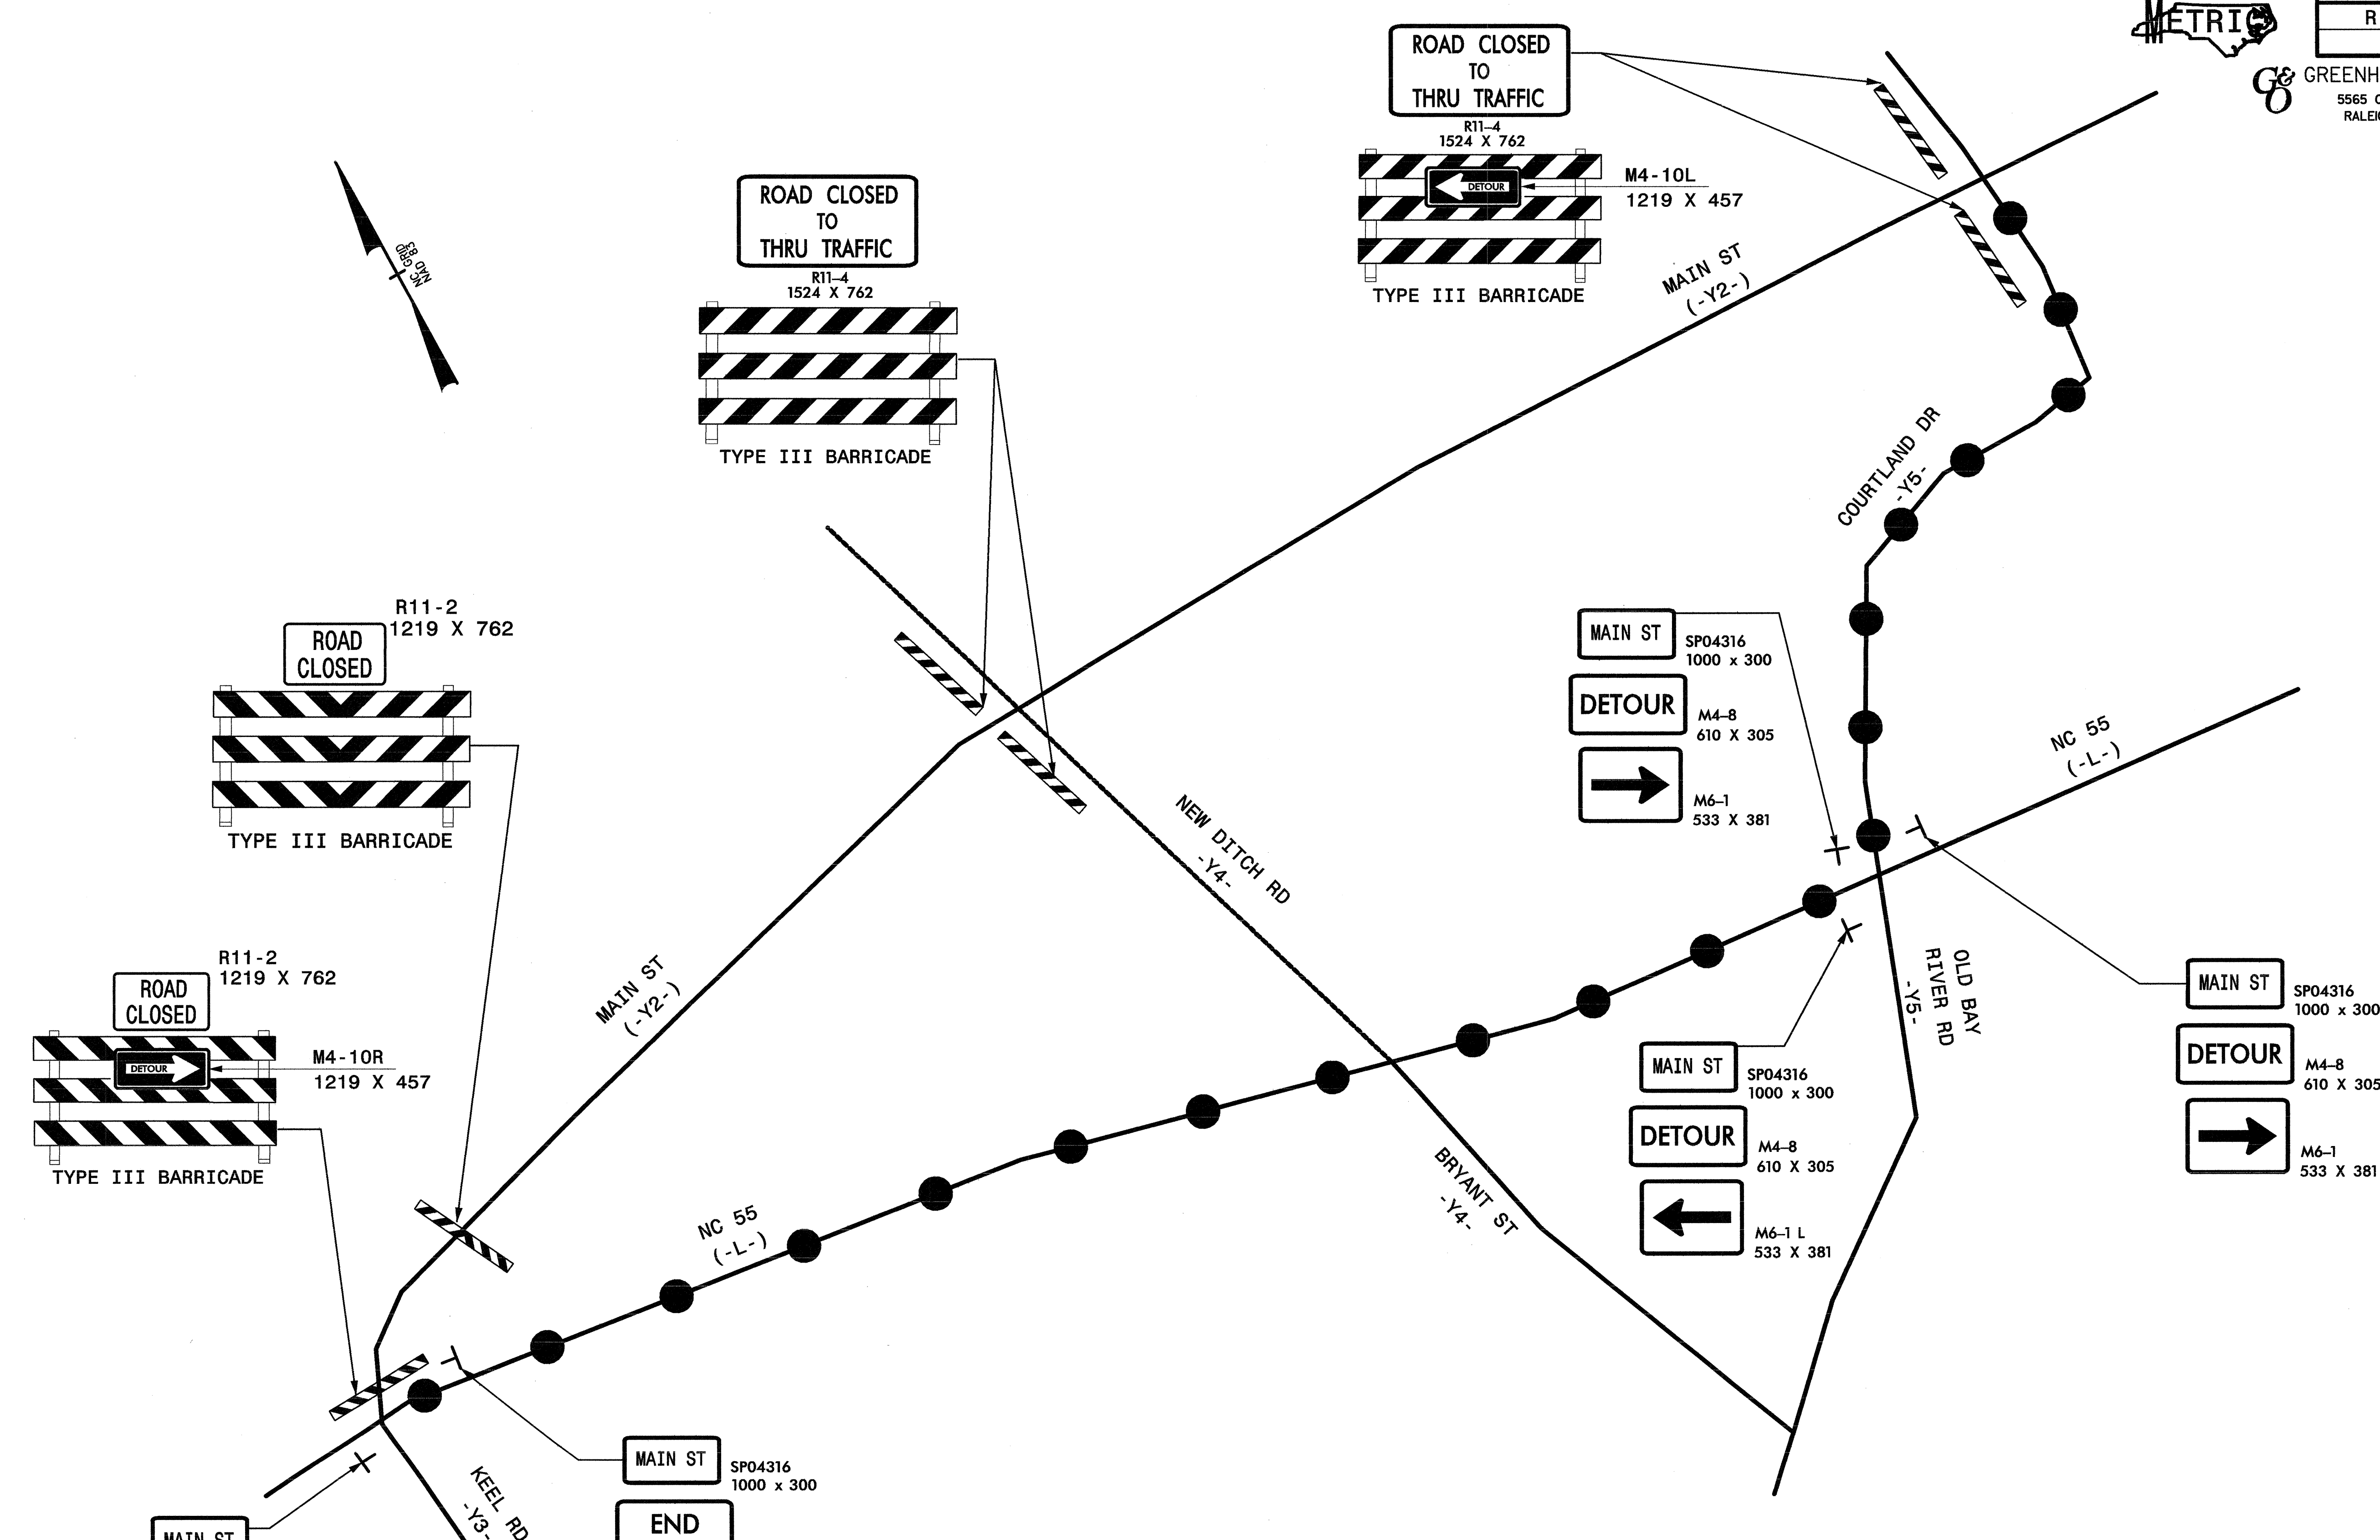 METRIC
R
G&O GREENH
5565
RALEI
NC GRID
NAD 83
ROAD CLOSED
TO
THRU TRAFFIC
R11-4
1524 X 762
DETOUR
M4-10L
1219 X 457
TYPE III BARRICADE
ROAD CLOSED
TO
THRU TRAFFIC
R11-4
1524 X 762
TYPE III BARRICADE
MAIN ST
(-Y2-)
COURTLAND DR
-Y5-
R11-2
1219 X 762
ROAD
CLOSED
TYPE III BARRICADE
MAIN ST
SP04316
1000 x 300
DETOUR
M4-8
610 X 305
M6-1
533 X 381
NC 55
(-L-)
NEW DITCH RD
-Y4-
R11-2
1219 X 762
ROAD
CLOSED
DETOUR
M4-10R
1219 X 457
TYPE III BARRICADE
MAIN ST
(-Y2-)
OLD BAY
RIVER RD
-Y5-
MAIN ST
SP04316
1000 x 300
DETOUR
M4-8
610 X 305
M6-1
533 X 381
MAIN ST
SP04316
1000 x 300
DETOUR
M4-8
610 X 305
M6-1 L
533 X 381
BRYANT ST
-Y4-
NC 55
(-L-)
KEEL RD
-Y3-
MAIN ST
SP04316
1000 x 300
END
MAIN ST